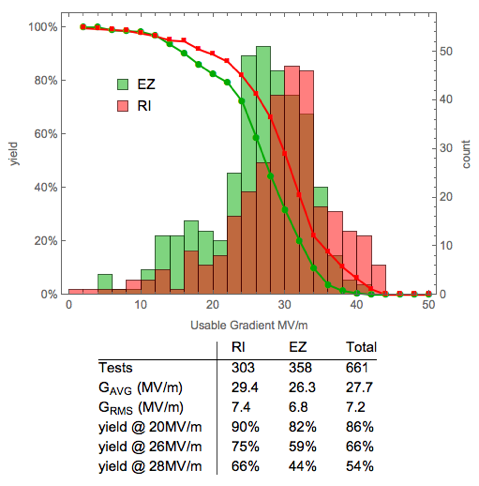 100%
80%
60%
40%
20%
0%
yield
EZ
RI
50
40
30
20
10
0
count
0 10 20 30 40 50
Usable Gradient MV/m
RI EZ Total
Tests 303 358 661
GAVG (MV/m) 29.4 26.3 27.7
GRMS (MV/m) 7.4 6.8 7.2
yield @ 20MV/m 90% 82% 86%
yield @ 26MV/m 75% 59% 66%
yield @ 28MV/m 66% 44% 54%